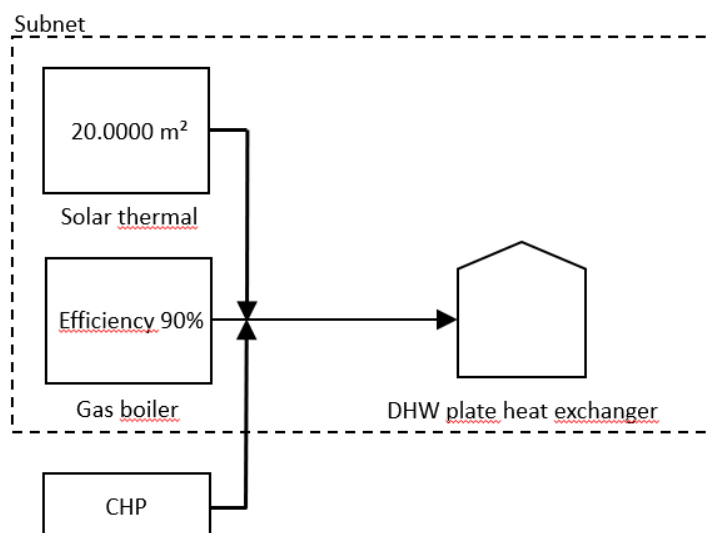 Subnet
20.0000 m²
Solar thermal
Efficiency 90%
Gas boiler
DHW plate heat exchanger
CHP